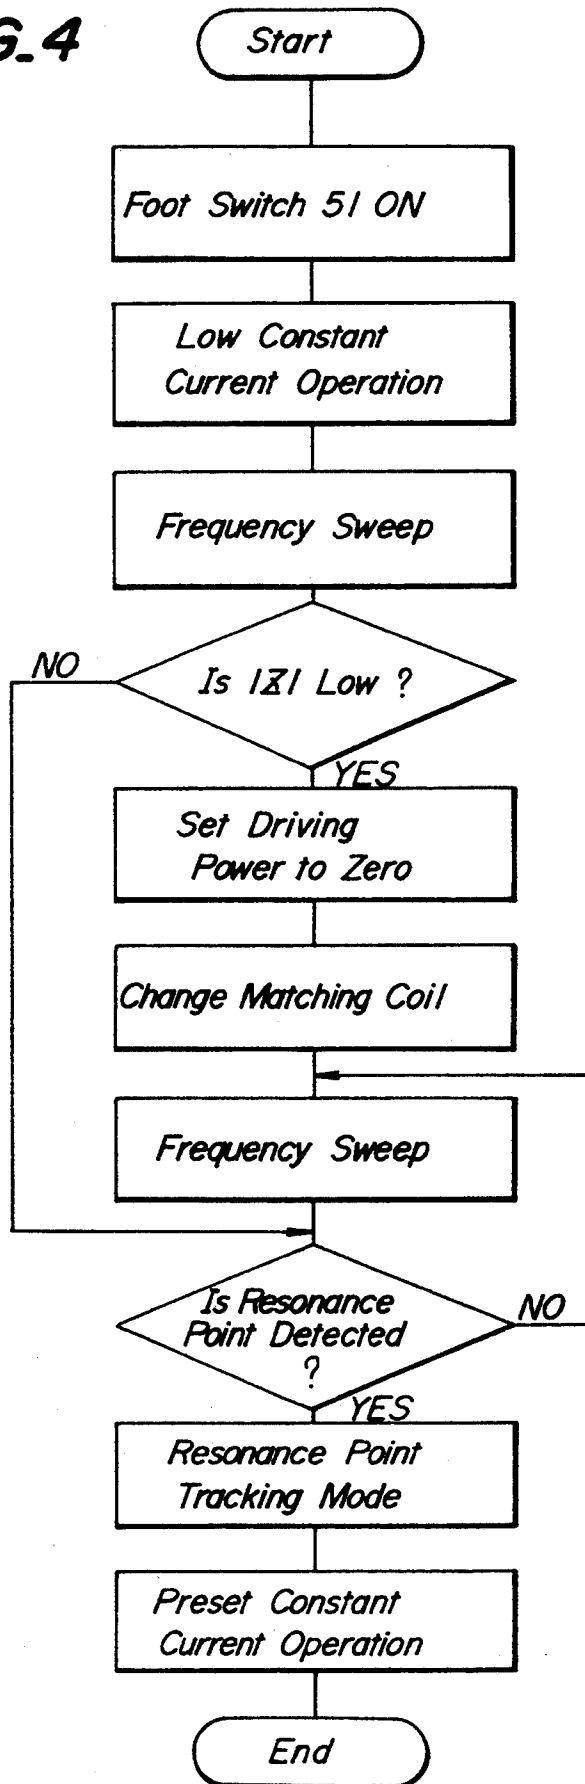 G_4
Start
Foot Switch 51 ON
Low Constant
Current Operation
Frequency Sweep
NO
Is |Z| Low ?
YES
Set Driving
Power to Zero
Change Matching Coil
Frequency Sweep
Is Resonance
Point Detected
?
NO
YES
Resonance Point
Tracking Mode
Preset Constant
Current Operation
End